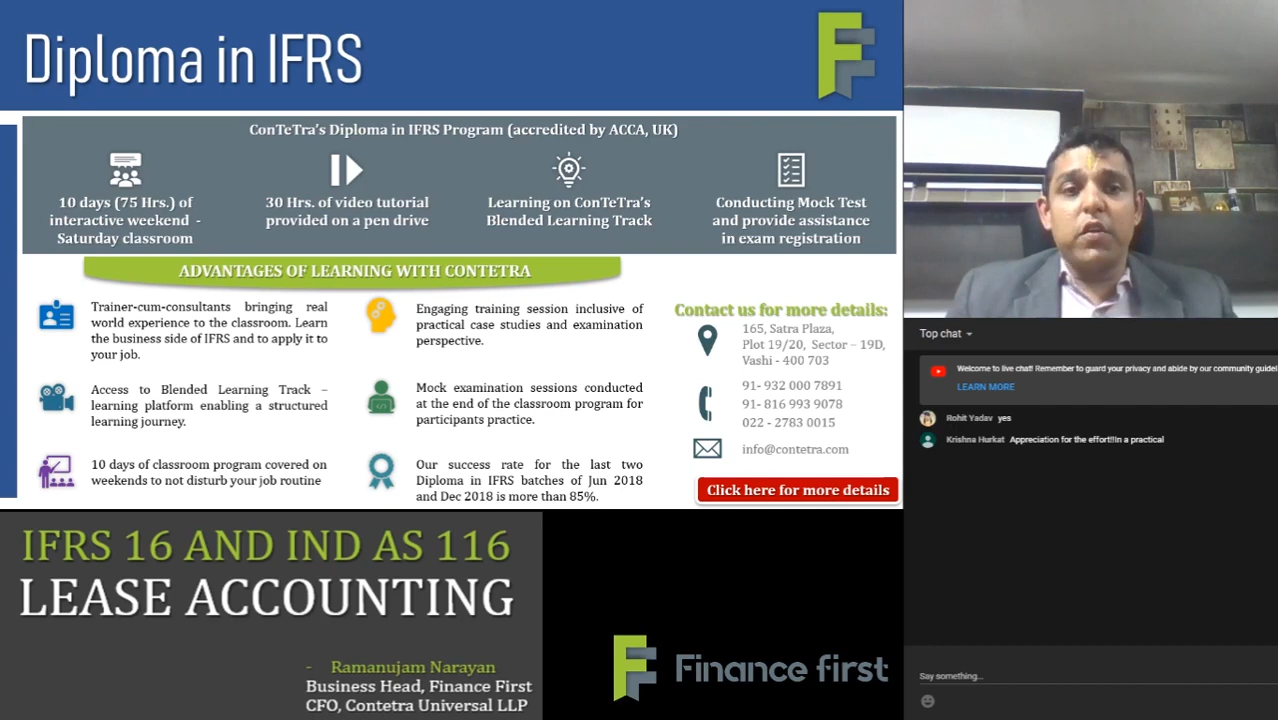 Diploma in IFRS
ConTeTra's Diploma in IFRS Program (accredited by ACCA, UK)
10 days (75 Hrs.) of
interactive weekend -
Saturday classroom
30 Hrs. of video tutorial
provided on a pen drive
Learning on ConTeTra's
Blended Learning Track
Conducting Mock Test
and provide assistance
in exam registration
ADVANTAGES OF LEARNING WITH CONTETRA
Trainer-cum-consultants bringing real
world experience to the classroom. Learn
the business side of IFRS and to apply it to
your job.
Engaging training session inclusive of
practical case studies and examination
perspective.
Access to Blended Learning Track –
learning platform enabling a structured
learning journey.
Mock examination sessions conducted
at the end of the classroom program for
participants practice.
10 days of classroom program covered on
weekends to not disturb your job routine
Our success rate for the last two
Diploma in IFRS batches of Jun 2018
and Dec 2018 is more than 85%.
Contact us for more details:
165, Satra Plaza,
Plot 19/20, Sector – 19D,
Vashi - 400 703
91- 932 000 7891
91- 816 993 9078
022 - 2783 0015
info@contetra.com
Click here for more details
IFRS 16 AND IND AS 116
LEASE ACCOUNTING
- Ramanujam Narayan
Business Head, Finance First
CFO, Contetra Universal LLP
Finance first
Top chat
Welcome to live chat! Remember to guard your privacy and abide by our community guidel
LEARN MORE
Rohit Yadav yes
Krishna Hurkat Appreciation for the effort!!In a practical
Say something...